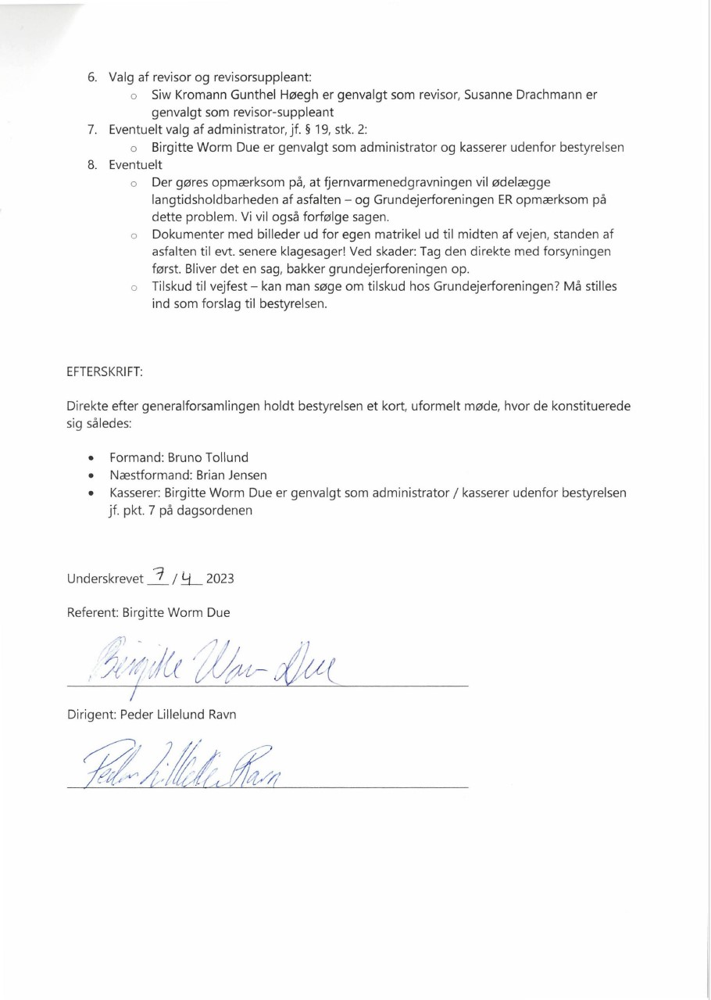 6. Valg af revisor og revisorsuppleant:
o Siw Kromann Gunthel Høegh er genvalgt som revisor, Susanne Drachmann er
genvalgt som revisor-suppleant
7. Eventuelt valg af administrator, jf. § 19, stk. 2:
o Birgitte Worm Due er genvalgt som administrator og kasserer udenfor bestyrelsen
8. Eventuelt
o Der gøres opmærksom på, at fjernvarmenedgravningen vil ødelægge
langtidsholdbarheden af asfalten – og Grundejerforeningen ER opmærksom på
dette problem. Vi vil også forfølge sagen.
o Dokumenter med billeder ud for egen matrikel ud til midten af vejen, standen af
asfalten til evt. senere klagesager! Ved skader: Tag den direkte med forsyningen
først. Bliver det en sag, bakker grundejerforeningen op.
o Tilskud til vejfest – kan man søge om tilskud hos Grundejerforeningen? Må stilles
ind som forslag til bestyrelsen.
EFTERSKRIFT:
Direkte efter generalforsamlingen holdt bestyrelsen et kort, uformelt møde, hvor de konstituerede
sig således:
• Formand: Bruno Tollund
• Næstformand: Brian Jensen
• Kasserer: Birgitte Worm Due er genvalgt som administrator / kasserer udenfor bestyrelsen
jf. pkt. 7 på dagsordenen
Underskrevet 7 / 4 2023
Referent: Birgitte Worm Due
Birgitte Worm Due
Dirigent: Peder Lillelund Ravn
Peder Lillelund Ravn